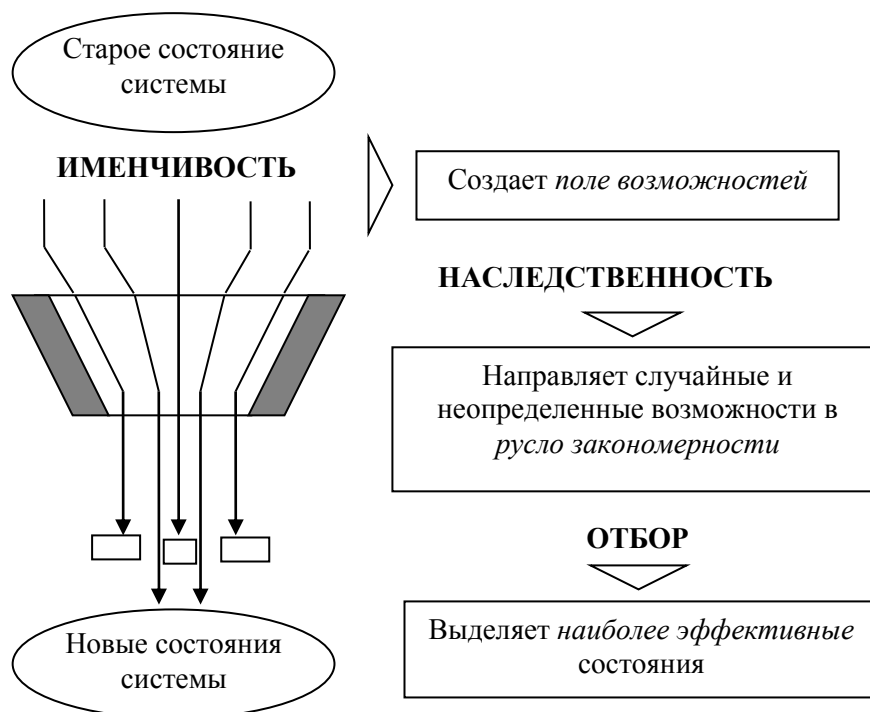 Старое состояние
системы
ИМЕНЧИВОСТЬ
Создает поле возможностей
НАСЛЕДСТВЕННОСТЬ
Направляет случайные и
неопределенные возможности в
русло закономерности
ОТБОР
Выделяет наиболее эффективные
состояния
Новые состояния
системы